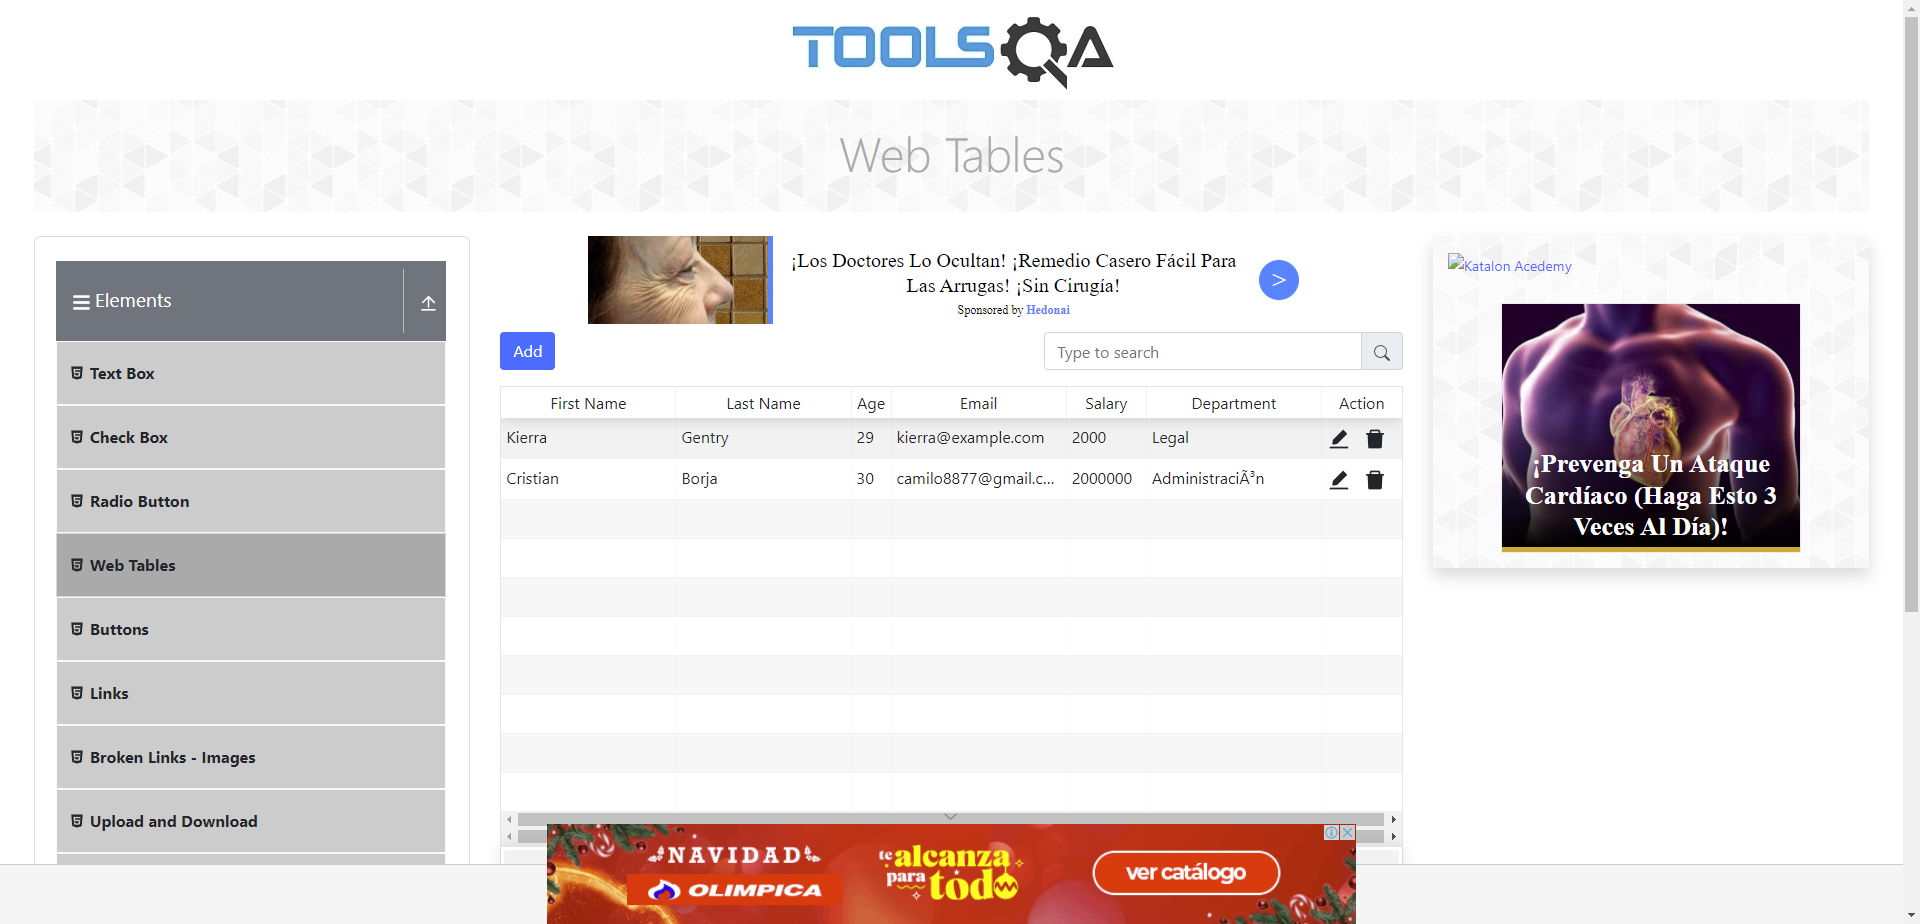 TOOLSQA
Web Tables
Elements
Text Box
Check Box
Radio Button
Web Tables
Buttons
Links
Broken Links - Images
Upload and Download
¡Los Doctores Lo Ocultan! ¡Remedio Casero Fácil Para
Las Arrugas! ¡Sin Cirugía!
Sponsored by Hedonai
>
Add
Type to search
First Name Last Name Age Email Salary Department Action
Kierra Gentry 29 kierra@example.com 2000 Legal
Cristian Borja 30 camilo8877@gmail.c... 2000000 AdministraciÃ³n
Katalon Acedemy
¡Prevenga Un Ataque
Cardíaco (Haga Esto 3
Veces Al Día)!
NAVIDAD
OLIMPICA
te
alcanza
para
todo
ver catálogo